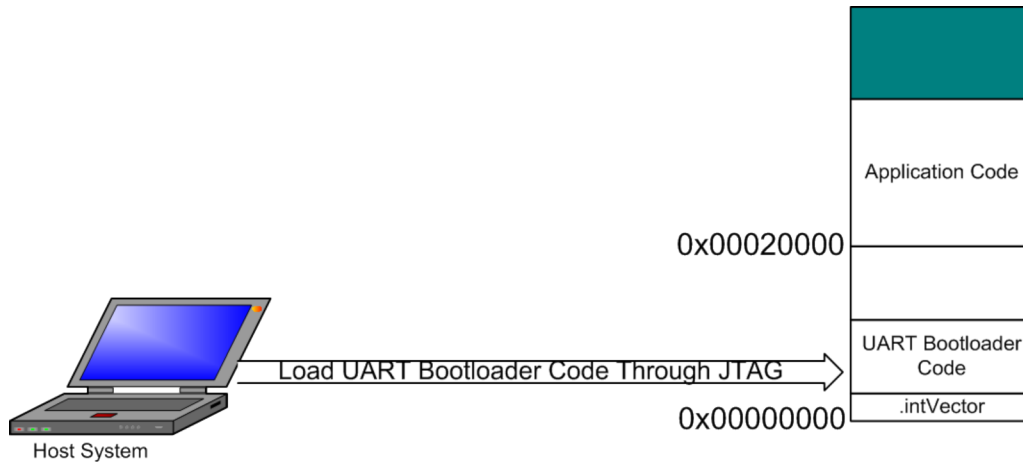 Application Code
0x00020000
UART Bootloader
Code
Load UART Bootloader Code Through JTAG
.intVector
0x00000000
Host System